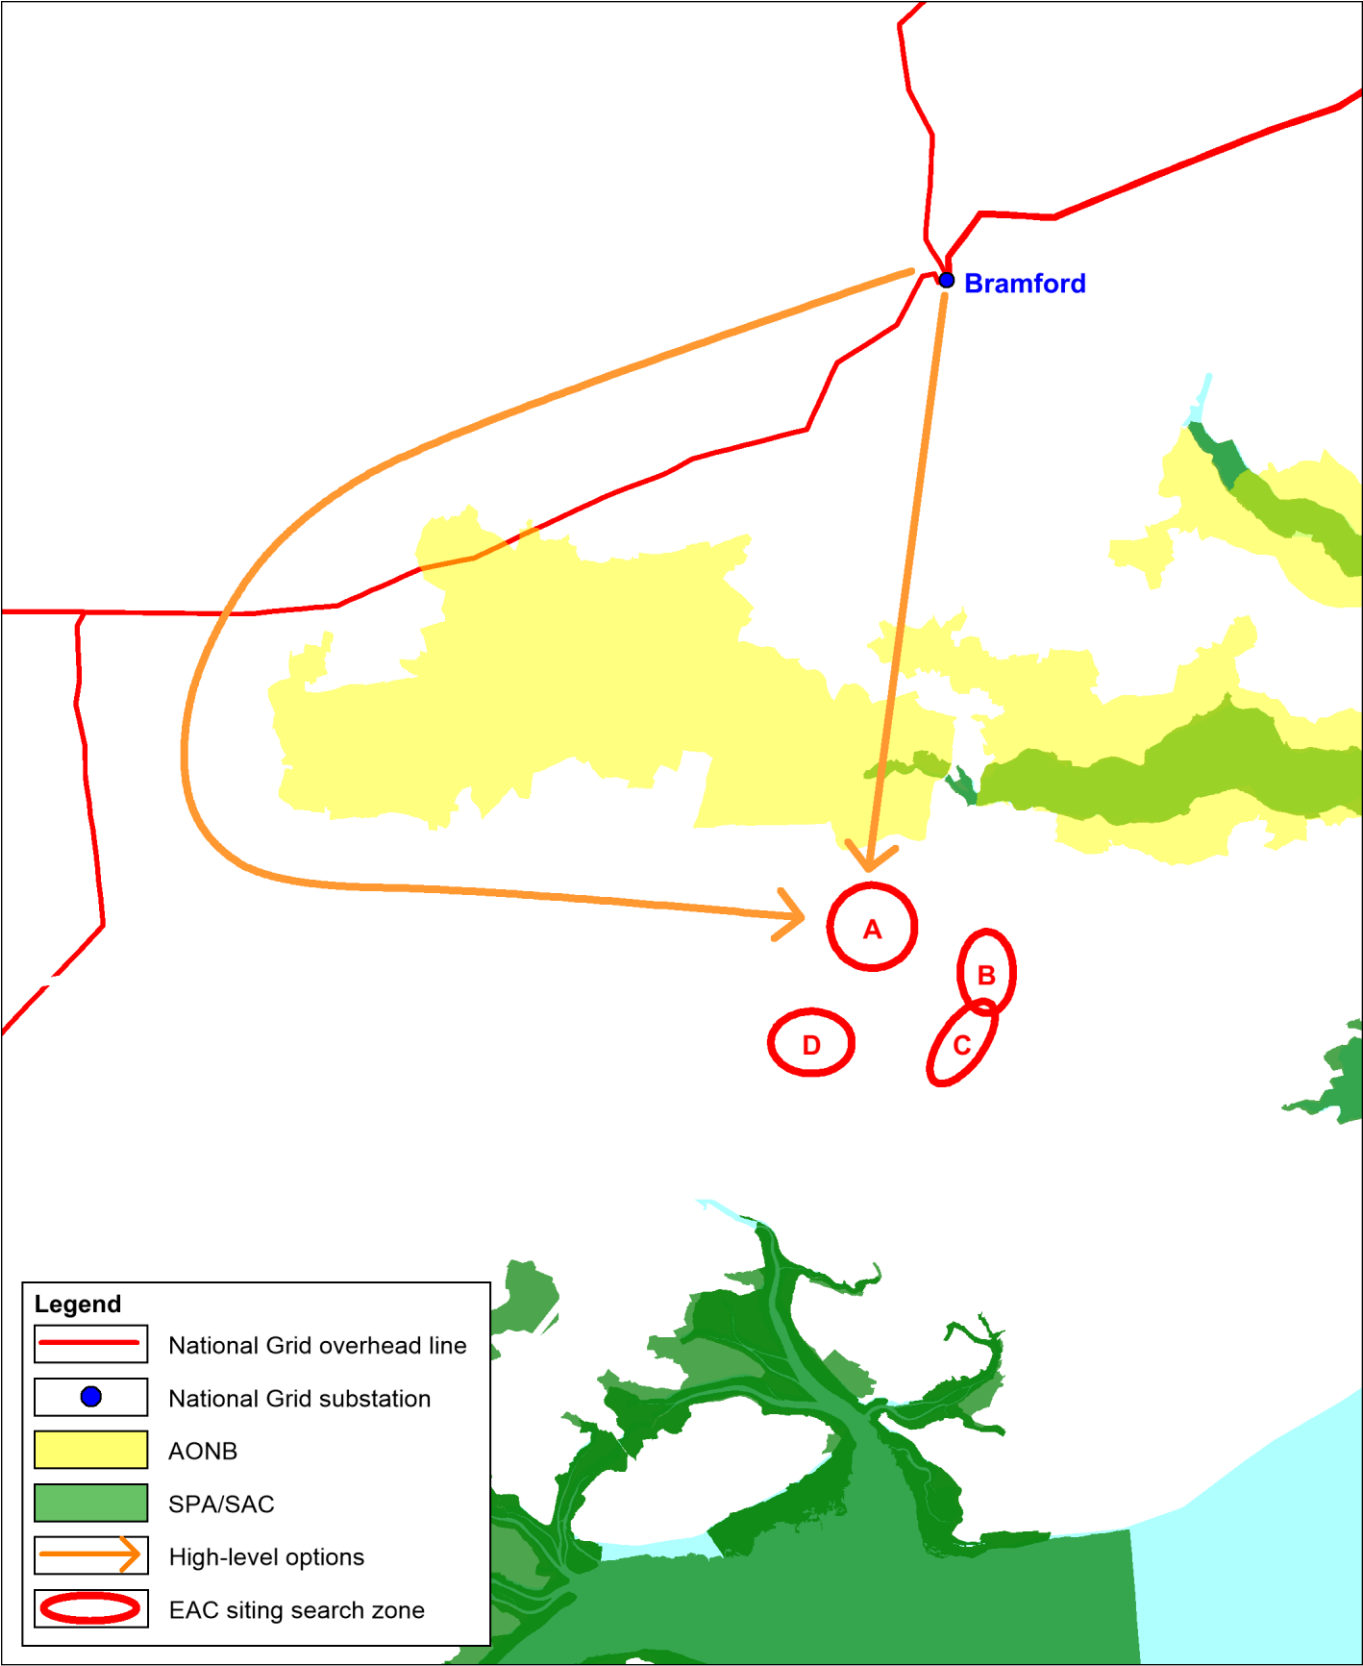 Bramford
A
B
C
D
Legend
National Grid overhead line
National Grid substation
AONB
SPA/SAC
High-level options
EAC siting search zone